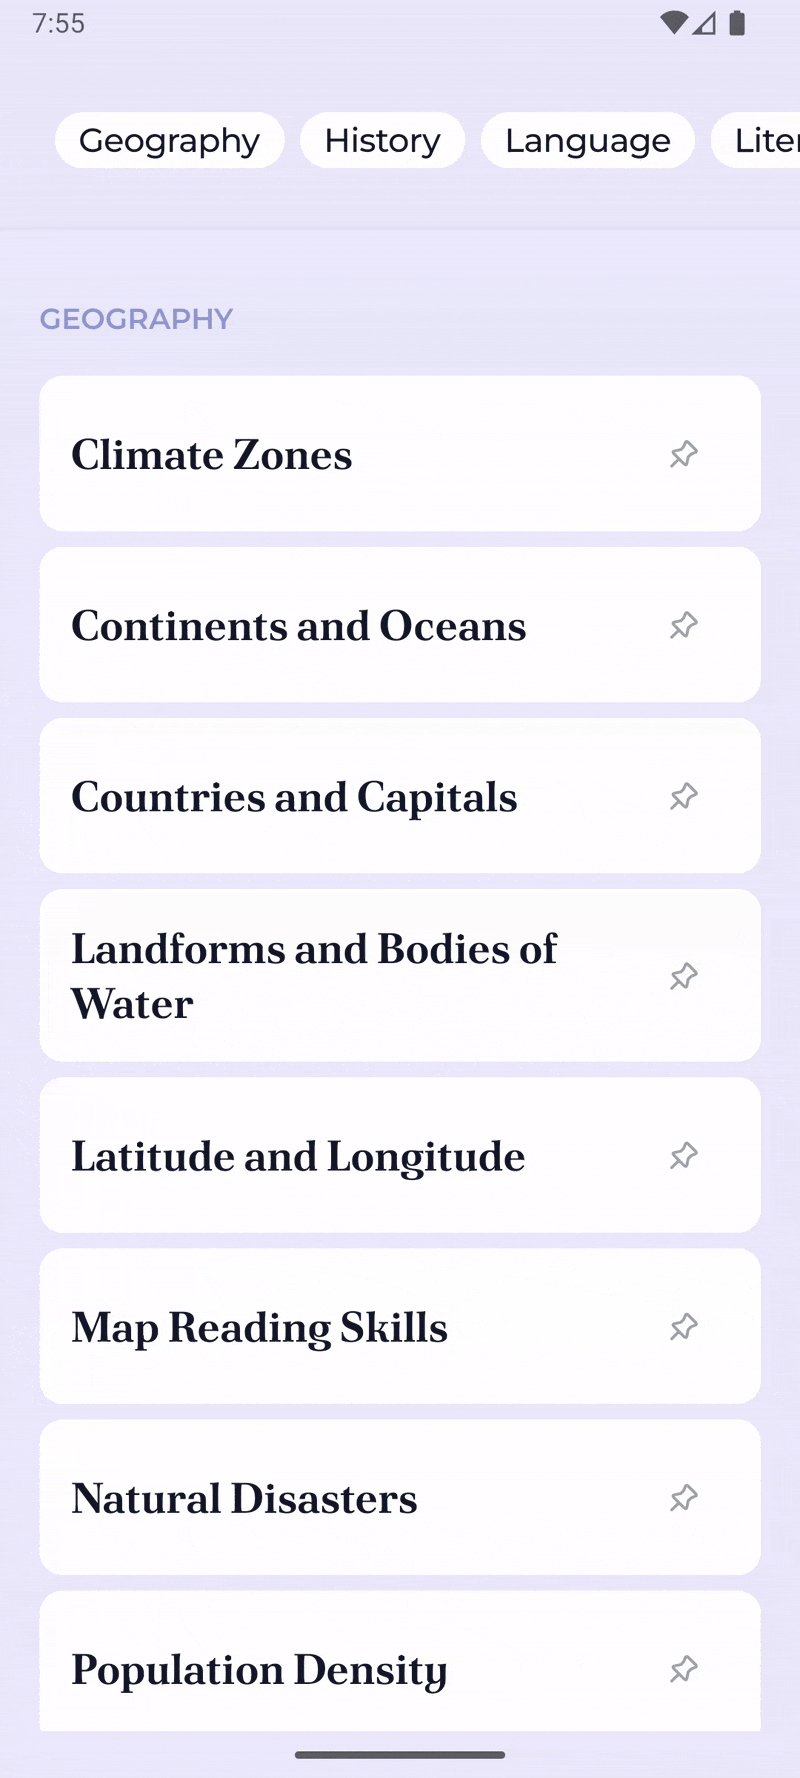 7:55
Geography History Language Liter
GEOGRAPHY
Climate Zones
Continents and Oceans
Countries and Capitals
Landforms and Bodies of
Water
Latitude and Longitude
Map Reading Skills
Natural Disasters
Population Density